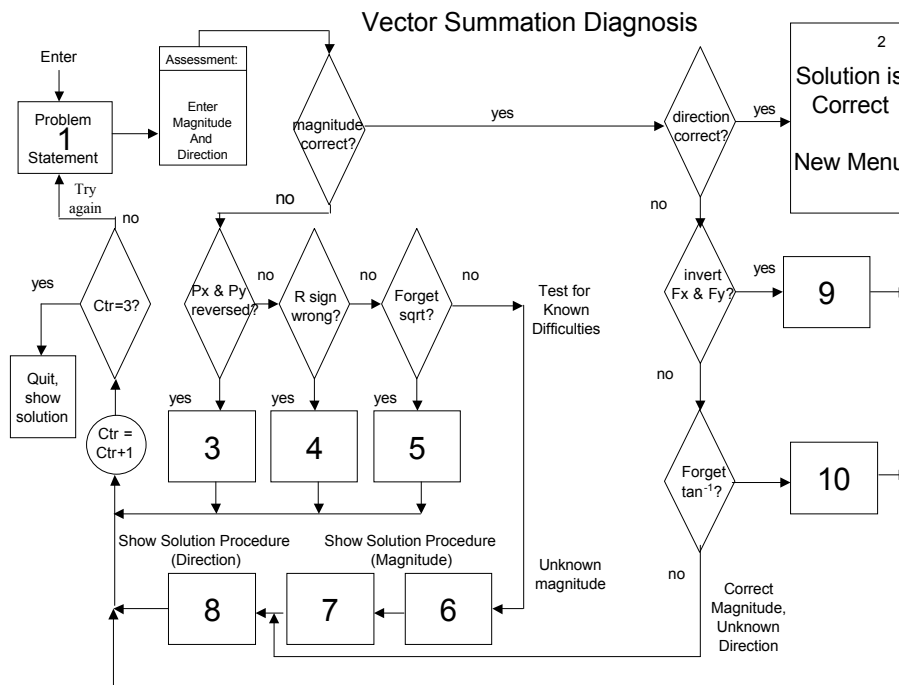 Vector Summation Diagnosis
Enter
Problem
1
Statement
Assessment:
Enter
Magnitude
And
Direction
magnitude
correct?
yes
direction
correct?
yes
2
Solution is
Correct
New Menu
Try
again
no
no
no
yes
Ctr=3?
Px & Py
reversed?
no
R sign
wrong?
no
Forget
sqrt?
no
Test for
Known
Difficulties
invert
Fx & Fy?
yes
9
Quit,
show
solution
Ctr =
Ctr+1
yes
3
yes
4
yes
5
no
Forget
tan-1?
10
Show Solution Procedure
(Direction)
Show Solution Procedure
(Magnitude)
Unknown
magnitude
8
7
6
no
Correct
Magnitude,
Unknown
Direction